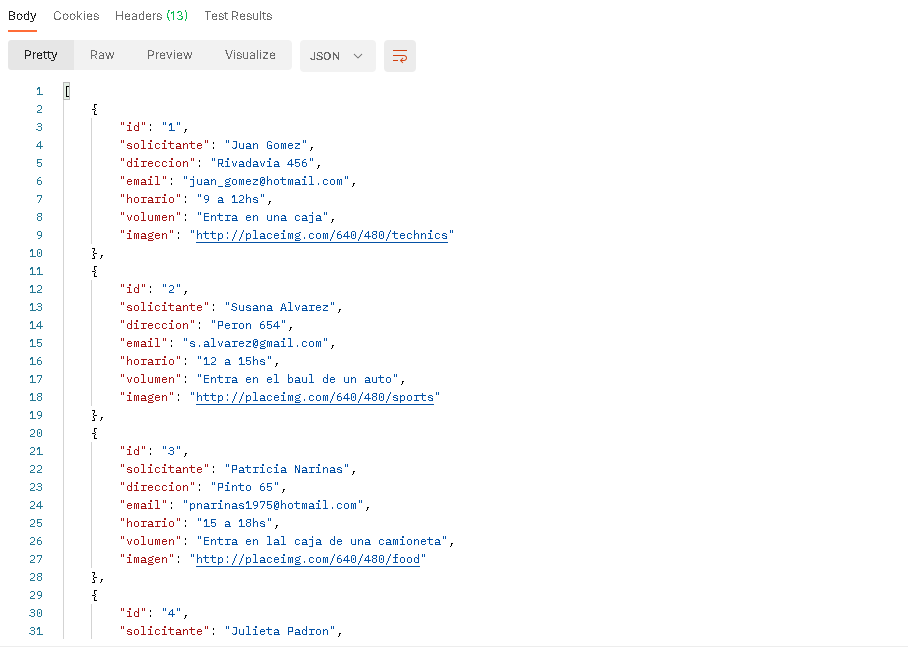 Body Cookies Headers (13) Test Results
Pretty Raw Preview Visualize JSON
1 [
2 {
3 "id": "1",
4 "solicitante": "Juan Gomez",
5 "direccion": "Rivadavia 456",
6 "email": "juan_gomez@hotmail.com",
7 "horario": "9 a 12hs",
8 "volumen": "Entra en una caja",
9 "imagen": "http://placeimg.com/640/480/technics"
10 },
11 {
12 "id": "2",
13 "solicitante": "Susana Alvarez",
14 "direccion": "Peron 654",
15 "email": "s.alvarez@gmail.com",
16 "horario": "12 a 15hs",
17 "volumen": "Entra en el baul de un auto",
18 "imagen": "http://placeimg.com/640/480/sports"
19 },
20 {
21 "id": "3",
22 "solicitante": "Patricia Narinas",
23 "direccion": "Pinto 65",
24 "email": "pnarinas1975@hotmail.com",
25 "horario": "15 a 18hs",
26 "volumen": "Entra en lal caja de una camioneta",
27 "imagen": "http://placeimg.com/640/480/food"
28 },
29 {
30 "id": "4",
31 "solicitante": "Julieta Padron",